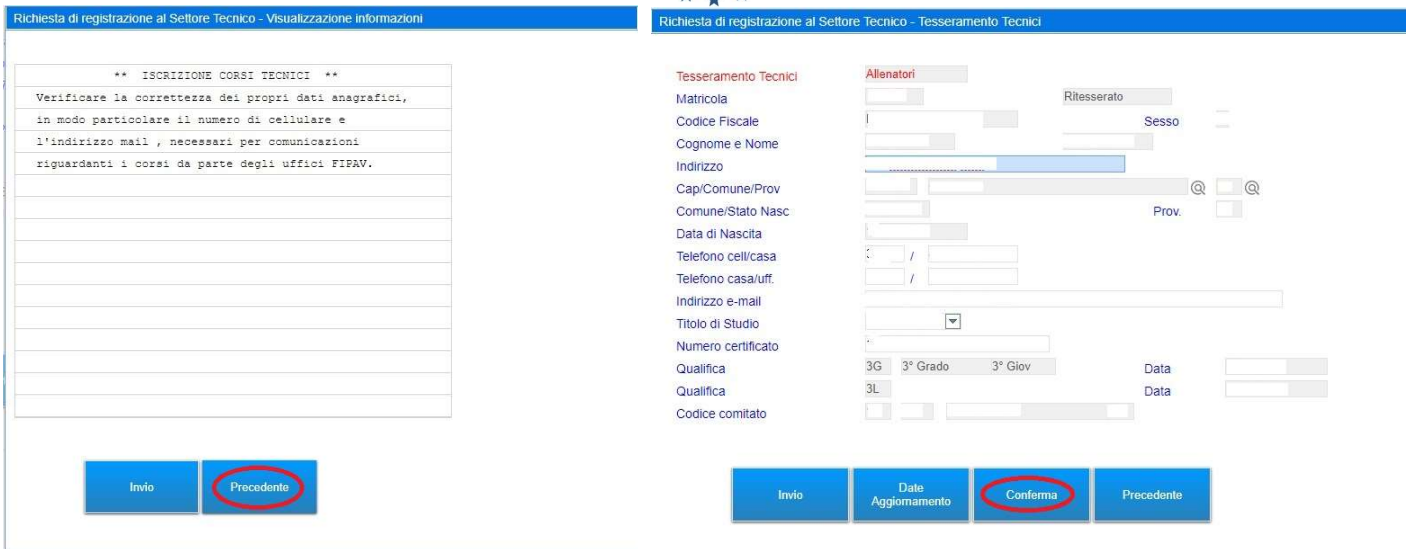 Richiesta di registrazione al Settore Tecnico - Visualizzazione informazioni
** ISCRIZIONE CORSI TECNICI **
Verificare la correttezza dei propri dati anagrafici,
in modo particolare il numero di cellulare e
l'indirizzo mail , necessari per comunicazioni
riguardanti i corsi da parte degli uffici FIPAV.
Invio
Precedente
Richiesta di registrazione al Settore Tecnico - Tesseramento Tecnici
Tesseramento Tecnici Allenatori
Matricola Ritesserato
Codice Fiscale Sesso
Cognome e Nome
Indirizzo
Cap/Comune/Prov @ @
Comune/Stato Nasc Prov.
Data di Nascita
Telefono cell/casa /
Telefono casa/uff. /
Indirizzo e-mail
Titolo di Studio
Numero certificato
Qualifica 3G 3° Grado 3° Giov Data
Qualifica 3L Data
Codice comitato
Invio
Date
Aggiornamento
Conferma
Precedente